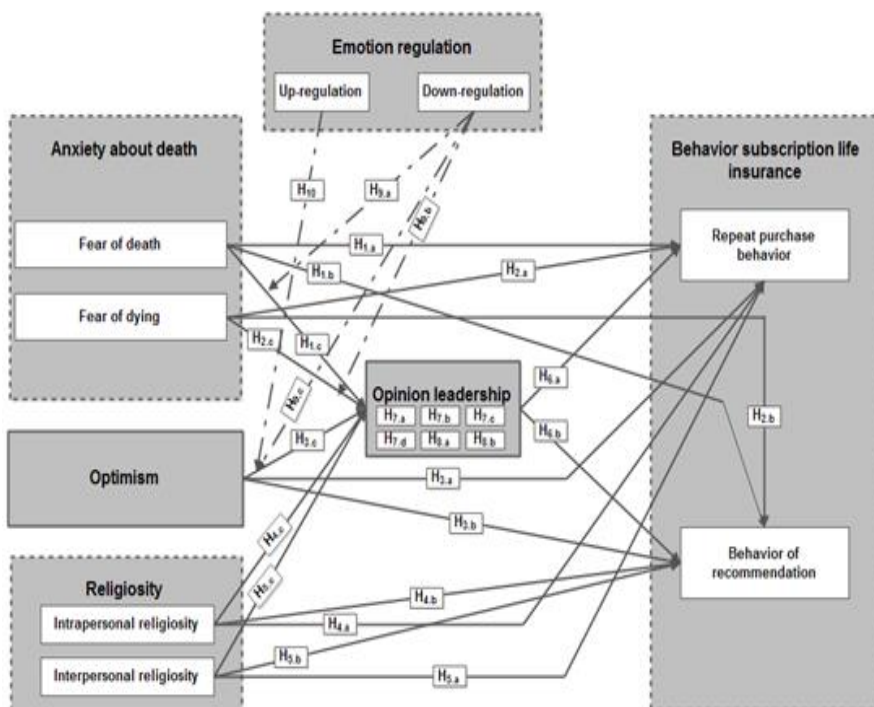 Emotion regulation
Up-regulation
Down-regulation
Anxiety about death
Fear of death
Fear of dying
Behavior subscription life
insurance
Repeat purchase
behavior
Behavior of
recommendation
Optimism
Religiosity
Intrapersonal religiosity
Interpersonal religiosity
Opinion leadership
H7.a
H7.b
H7.c
H7.d
H8.a
H8.b
H10
H9.a
H9.b
H9.c
H1.a
H1.b
H1.c
H2.a
H2.c
H2.b
H6.a
H6.b
H3.c
H3.a
H3.b
H4.c
H5.c
H4.b
H4.a
H5.b
H5.a